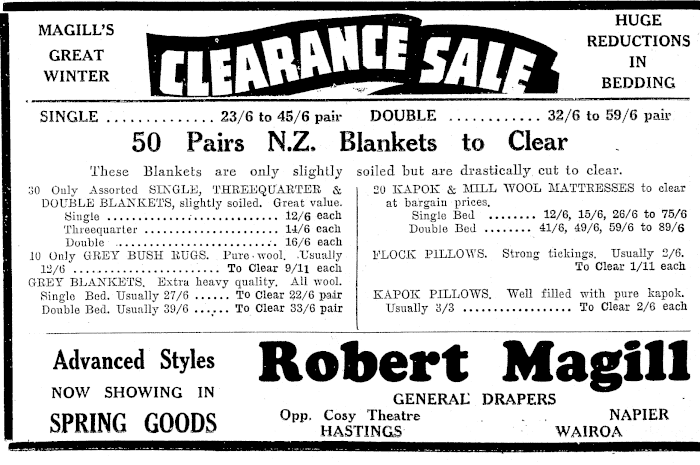 MAGILL'S
GREAT
WINTER
CLEARANCE SALE
HUGE
REDUCTIONS
IN
BEDDING
SINGLE .............. 23/6 to 45/6 pair
DOUBLE ............ 32/6 to 59/6 pair
50 Pairs N.Z. Blankets to Clear
These Blankets are only slightly soiled but are drastically cut to clear.
30 Only Assorted SINGLE, THREEQUARTER &
DOUBLE BLANKETS, slightly soiled. Great value.
Single .......................... 12/6 each
Threequarter ..................... 14/6 each
Double ......................... 16/6 each
10 Only GREY BUSH RUGS. Pure wool. Usually
12/6 ...................... To Clear 9/11 each
GREY BLANKETS. Extra heavy quality. All wool.
Single Bed. Usually 27/6 ...... To Clear 22/6 pair
Double Bed. Usually 39/6 ...... To Clear 33/6 pair
20 KAPOK & MILL WOOL MATTRESSES to clear
at bargain prices.
Single Bed ........ 12/6, 15/6, 26/6 to 75/6
Double Bed ........ 41/6, 49/6, 59/6 to 89/6
FLOCK PILLOWS. Strong tickings. Usually 2/6.
To Clear 1/11 each
KAPOK PILLOWS. Well filled with pure kapok.
Usually 3/3 .................. To Clear 2/6 each
Advanced Styles
NOW SHOWING IN
SPRING GOODS
Robert Magill
GENERAL DRAPERS
Opp. Cosy Theatre
HASTINGS
NAPIER
WAIROA